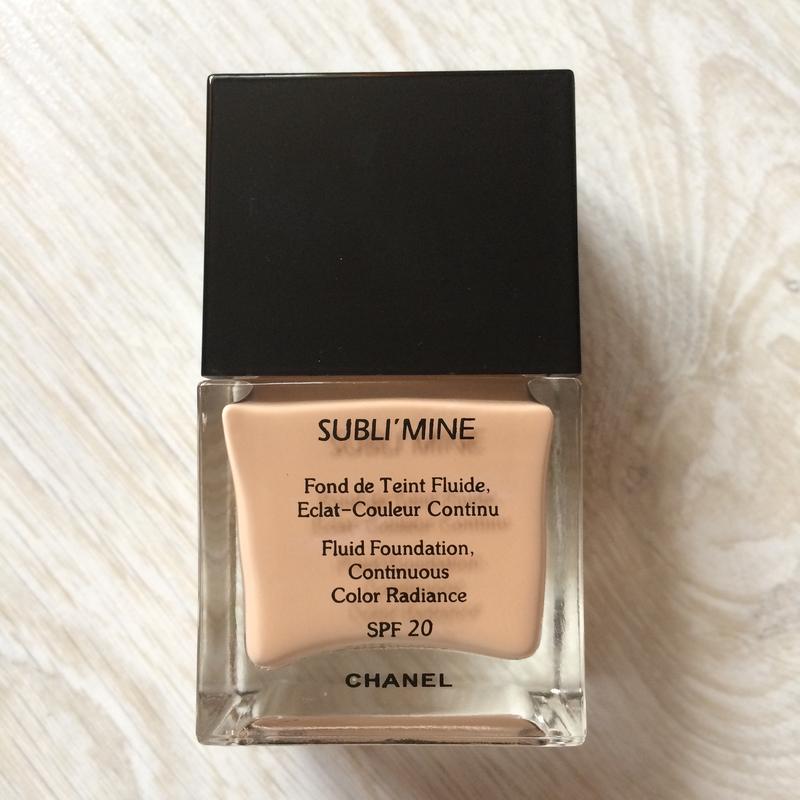 SUBLI'MINE
Fond de Teint Fluide,
Eclat-Couleur Continu
Fluid Foundation,
Continuous
Color Radiance
SPF 20
CHANEL